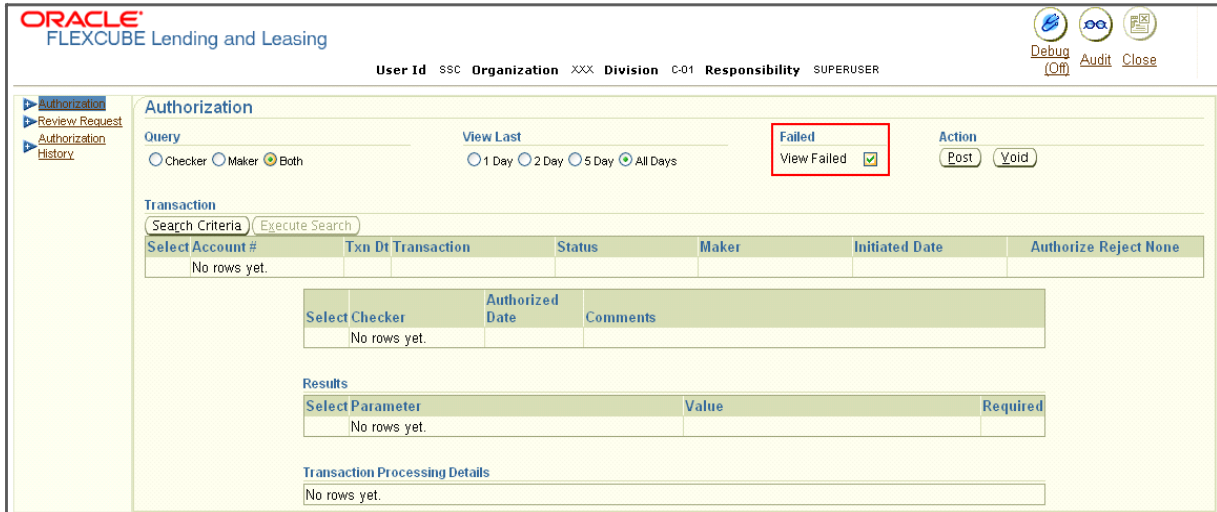 ORACLE
FLEXCUBE Lending and Leasing
Debug (Off) Audit Close
User Id SSC Organization XXX Division C-01 Responsibility SUPERUSER
Authorization
Review Request
Authorization
History
Authorization
Query View Last Failed Action
Checker Maker Both 1 Day 2 Day 5 Day All Days View Failed Post Void
Transaction
Search Criteria Execute Search
Select Account # Txn Dt Transaction Status Maker Initiated Date Authorize Reject None
No rows yet.
Select Checker Authorized Date Comments
No rows yet.
Results
Select Parameter Value Required
No rows yet.
Transaction Processing Details
No rows yet.